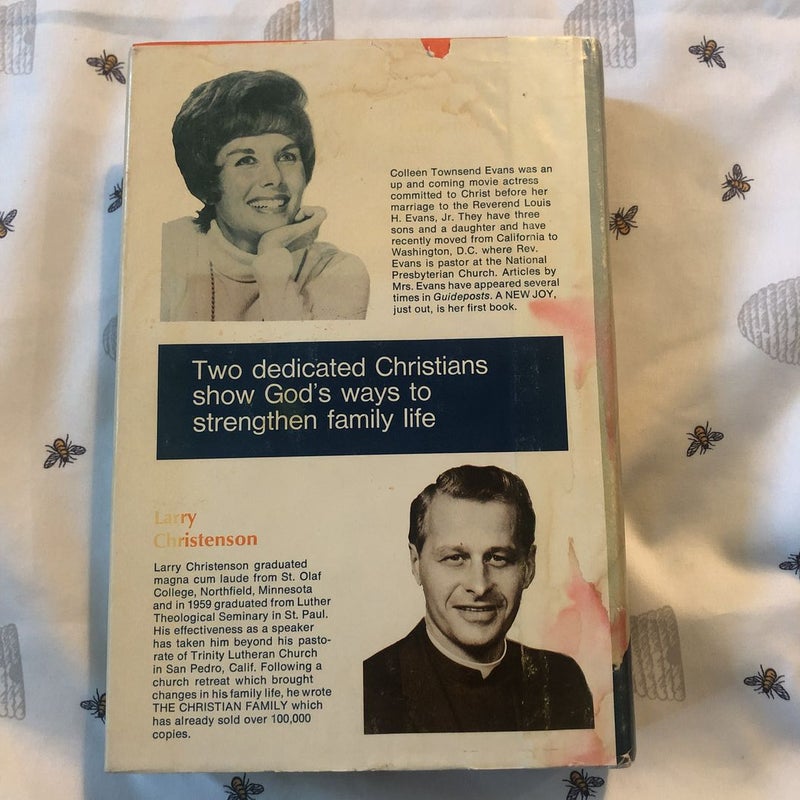 Colleen Townsend Evans was an
up and coming movie actress
committed to Christ before her
marriage to the Reverend Louis
H. Evans, Jr. They have three
sons and a daughter and have
recently moved from California to
Washington, D.C. where Rev.
Evans is pastor at the National
Presbyterian Church. Articles by
Mrs. Evans have appeared several
times in Guideposts. A NEW JOY,
just out, is her first book.
Two dedicated Christians
show God's ways to
strengthen family life
Larry
Christenson
Larry Christenson graduated
magna cum laude from St. Olaf
College, Northfield, Minnesota
and in 1959 graduated from Luther
Theological Seminary in St. Paul.
His effectiveness as a speaker
has taken him beyond his pasto-
rate of Trinity Lutheran Church
in San Pedro, Calif. Following a
church retreat which brought
changes in his family life, he wrote
THE CHRISTIAN FAMILY which
has already sold over 100,000
copies.